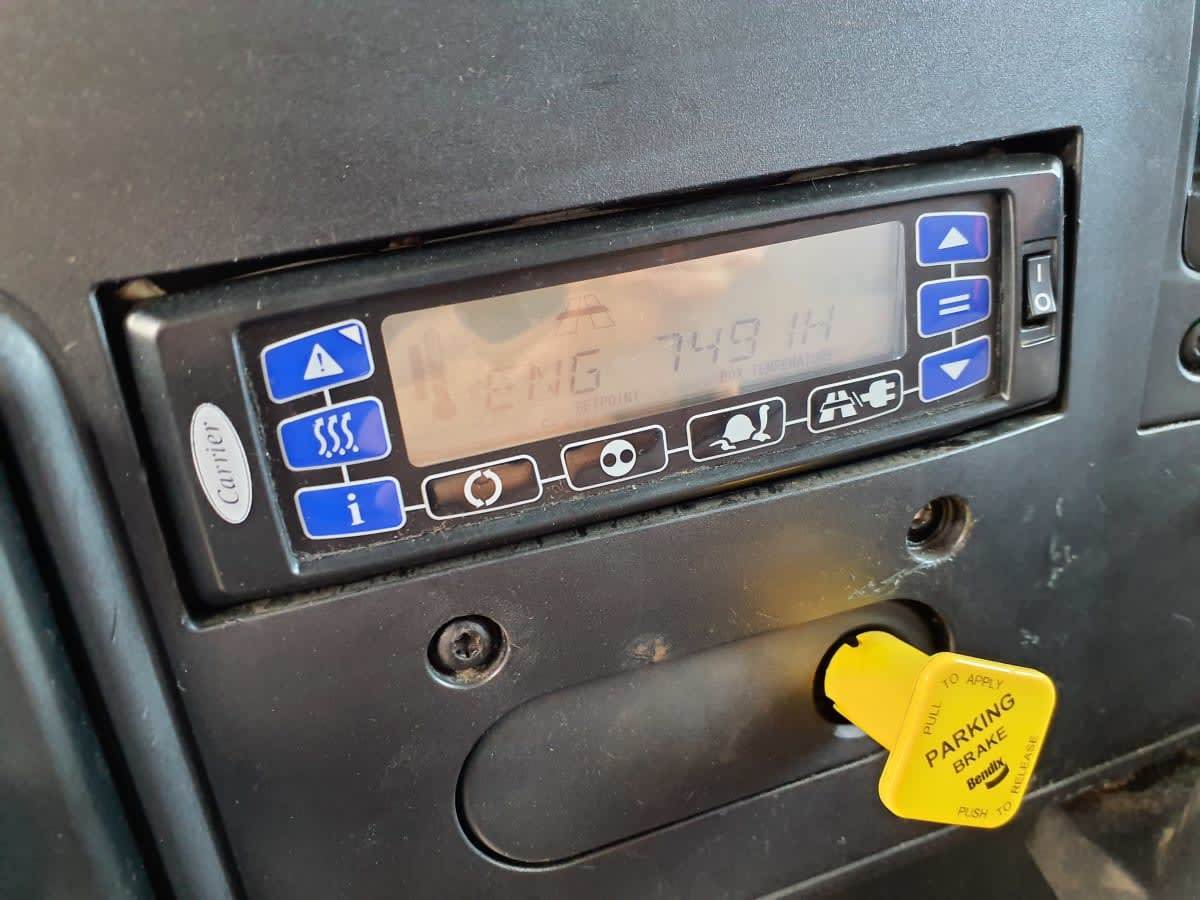 ENG 7491H
SETPOINT
BOX TEMPERATURE
Carrier
i
I
O
PULL TO APPLY
PARKING
BRAKE
Bendix
PUSH TO RELEASE